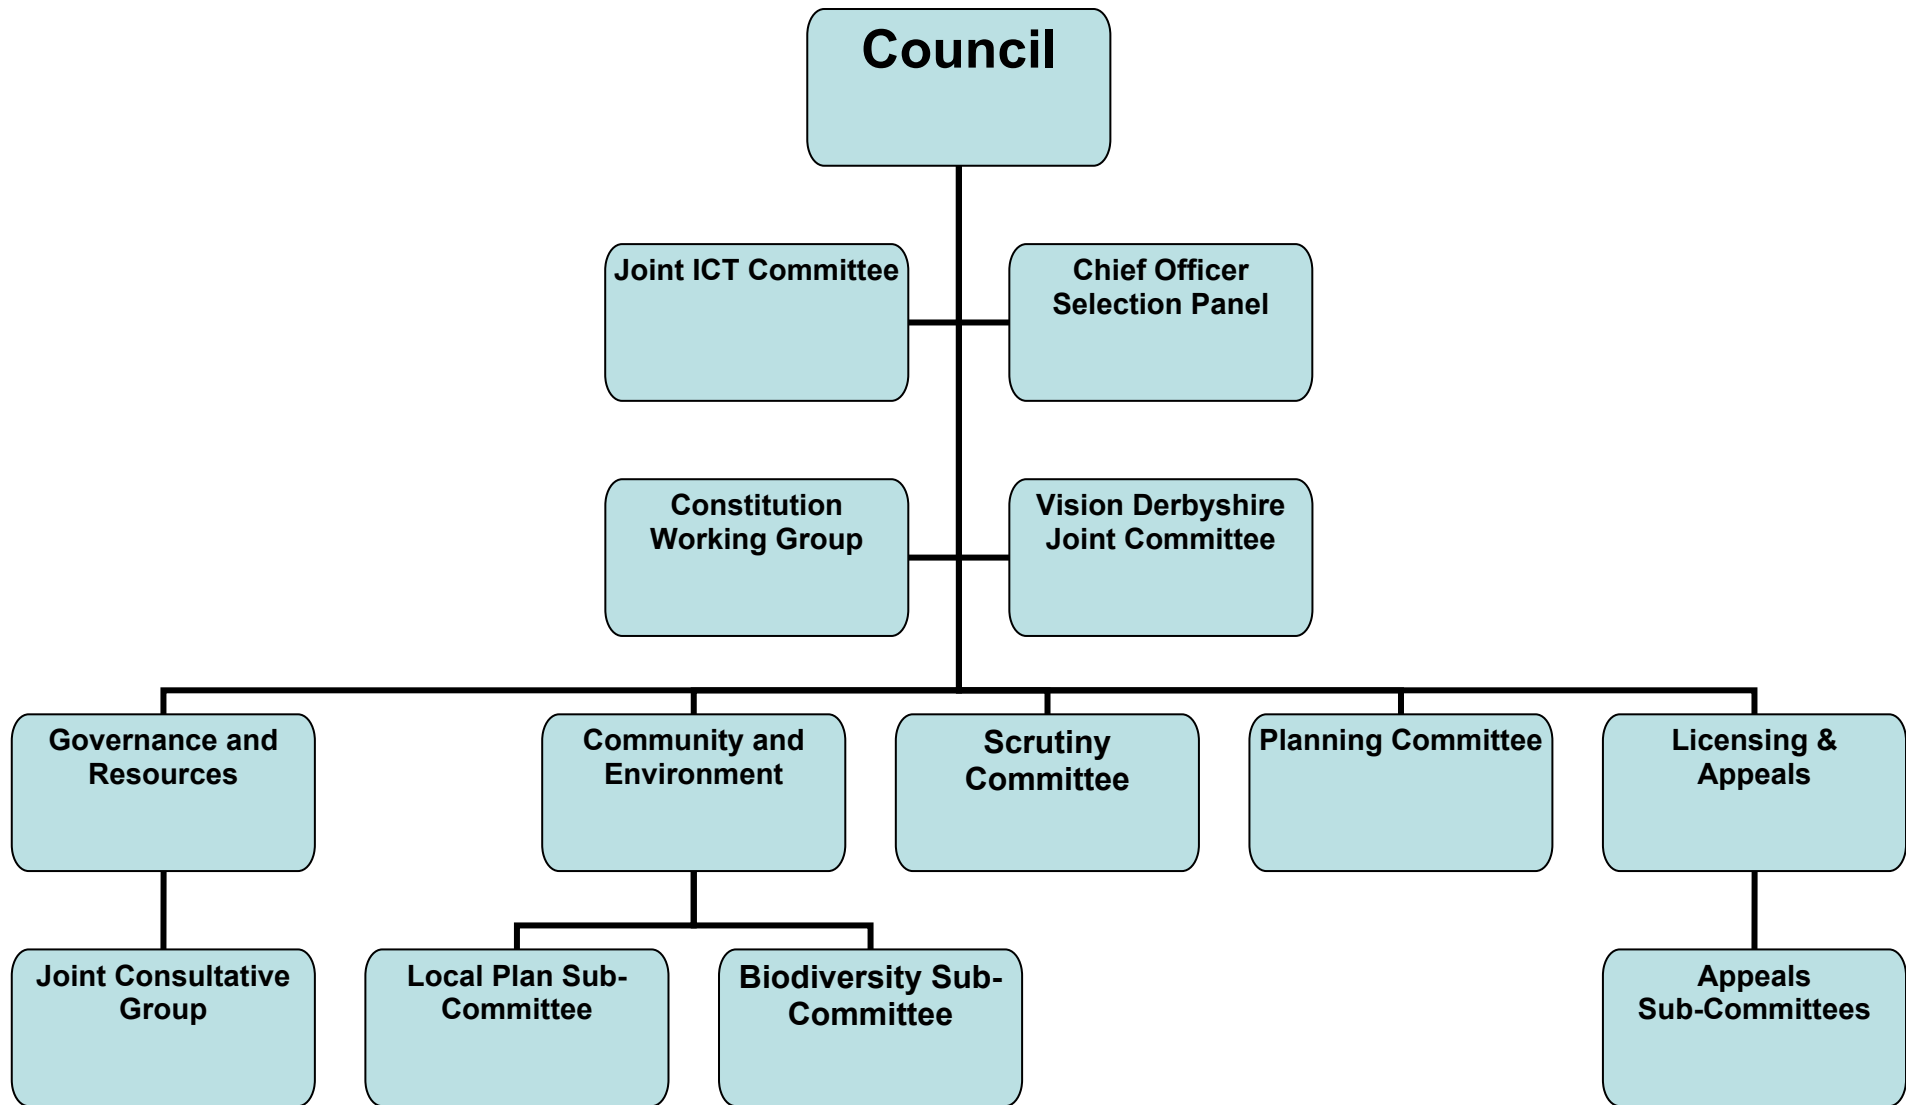 Council
Joint ICT Committee
Chief Officer
Selection Panel
Constitution
Working Group
Vision Derbyshire
Joint Committee
Governance and
Resources
Community and
Environment
Scrutiny
Committee
Planning Committee
Licensing &
Appeals
Joint Consultative
Group
Local Plan Sub-
Committee
Biodiversity Sub-
Committee
Appeals
Sub-Committees